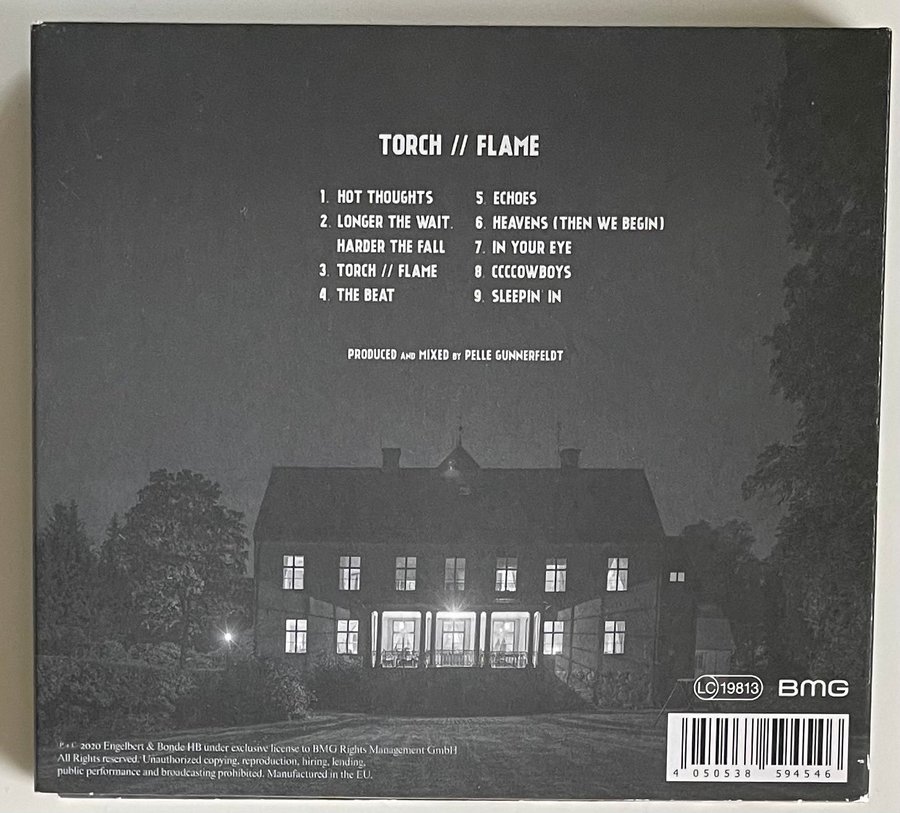 TORCH // FLAME
1. HOT THOUGHTS
2. LONGER THE WAIT.
HARDER THE FALL
3. TORCH // FLAME
4. THE BEAT
5. ECHOES
6. HEAVENS (THEN WE BEGIN)
7. IN YOUR EYE
8. CCCCOWBOYS
9. SLEEPIN' IN
PRODUCED AND MIXED BY PELLE GUNNERFELDT
LC 19813 BMG
P + C 2020 Engelbert & Bonde HB under exclusive license to BMG Rights Management GmbH
All Rights reserved. Unauthorized copying, reproduction, hiring, lending,
public performance and broadcasting prohibited. Manufactured in the EU.
4 050538 594546